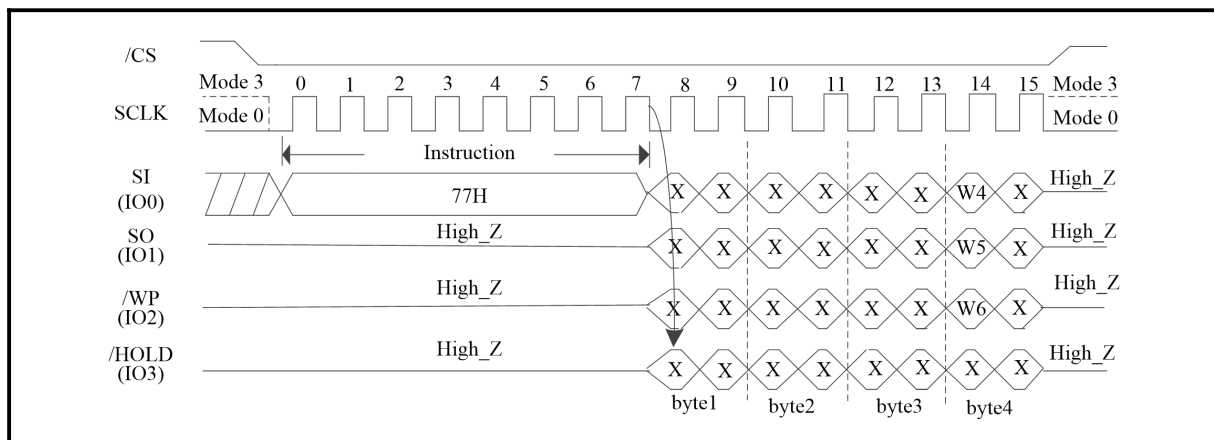 /CS
Mode 3 0 1 2 3 4 5 6 7 8 9 10 11 12 13 14 15 Mode 3
SCLK
Mode 0 Mode 0
Instruction
SI
(IO0)
77H X X X X X X W4 X High_Z
SO
(IO1)
High_Z X X X X X X W5 X High_Z
/WP
(IO2)
High_Z X X X X X X W6 X High_Z
/HOLD
(IO3)
High_Z X X X X X X X X High_Z
byte1 byte2 byte3 byte4